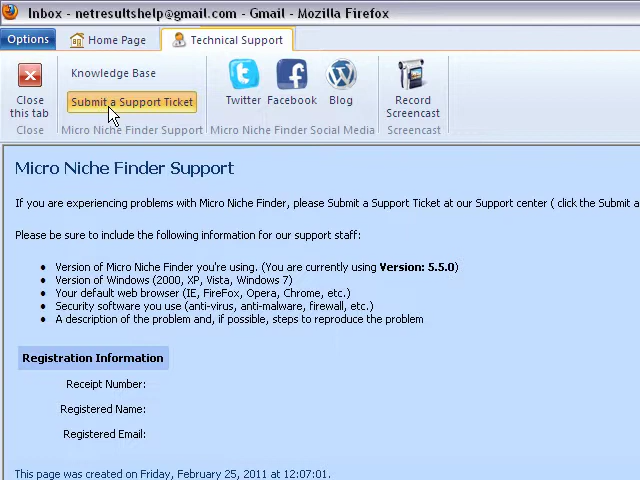 Inbox - netresultshelp@gmail.com - Gmail - Mozilla Firefox
Options Home Page Technical Support
Knowledge Base
Submit a Support Ticket
Close this tab
Twitter Facebook Blog
Record Screencast
Close Micro Niche Finder Support Micro Niche Finder Social Media Screencast
Micro Niche Finder Support
If you are experiencing problems with Micro Niche Finder, please Submit a Support Ticket at our Support center ( click the Submit a
Please be sure to include the following information for our support staff:
• Version of Micro Niche Finder you're using. (You are currently using Version: 5.5.0)
• Version of Windows (2000, XP, Vista, Windows 7)
• Your default web browser (IE, FireFox, Opera, Chrome, etc.)
• Security software you use (anti-virus, anti-malware, firewall, etc.)
• A description of the problem and, if possible, steps to reproduce the problem
Registration Information
Receipt Number:
Registered Name:
Registered Email:
This page was created on Friday, February 25, 2011 at 12:07:01.